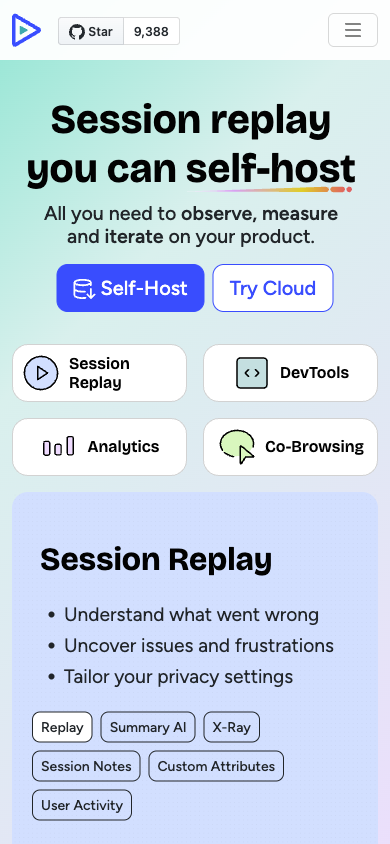 Star 9,388
Session replay
you can self-host
All you need to observe, measure
and iterate on your product.
Self-Host Try Cloud
Session
Replay
DevTools
Analytics
Co-Browsing
Session Replay
• Understand what went wrong
• Uncover issues and frustrations
• Tailor your privacy settings
Replay Summary AI X-Ray
Session Notes Custom Attributes
User Activity